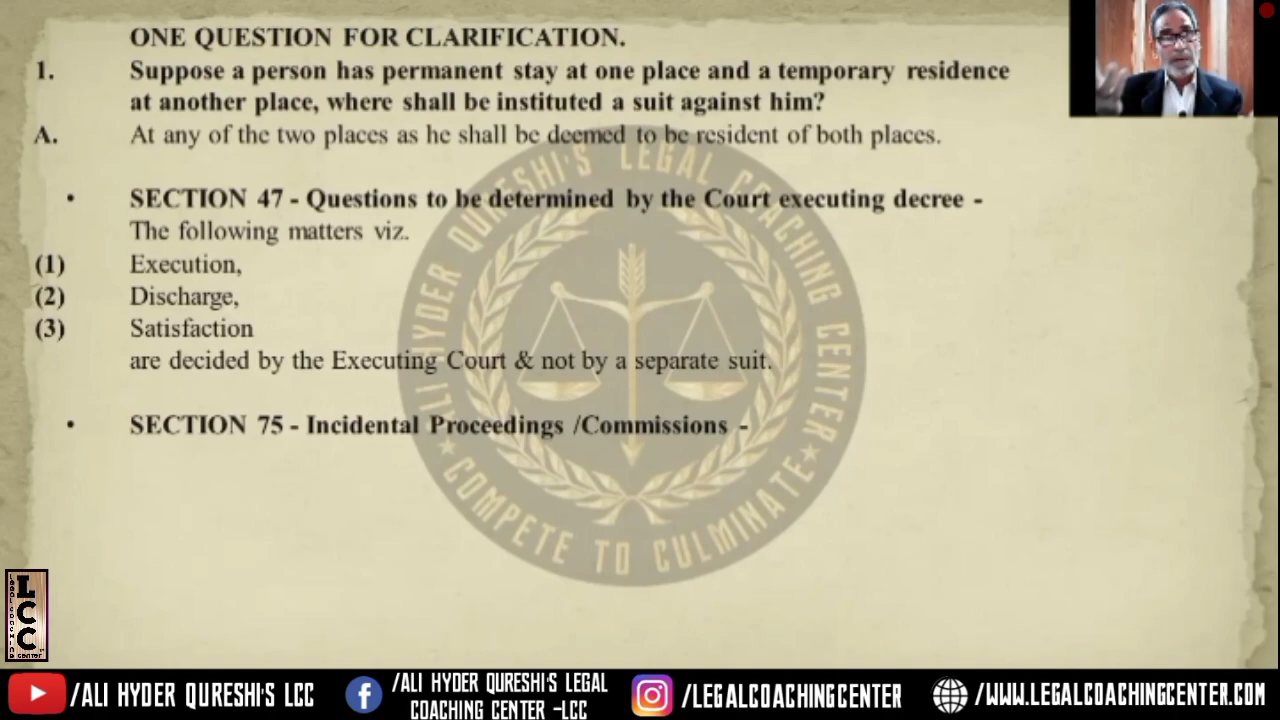 ONE QUESTION FOR CLARIFICATION.
1. Suppose a person has permanent stay at one place and a temporary residence
at another place, where shall be instituted a suit against him?
A. At any of the two places as he shall be deemed to be resident of both places.
• SECTION 47 - Questions to be determined by the Court executing decree -
The following matters viz.
(1) Execution,
(2) Discharge,
(3) Satisfaction
are decided by the Executing Court & not by a separate suit.
• SECTION 75 - Incidental Proceedings /Commissions -
ALI HYDER QURESHI'S LEGAL COACHING CENTER
COMPETE TO CULMINATE
LCC
LEGAL COACHING
CENTER
/ALI HYDER QURESHI'S LCC
/ALI HYDER QURESHI'S LEGAL
COACHING CENTER -LCC
/LEGALCOACHINGCENTER
/WWW.LEGALCOACHINGCENTER.COM